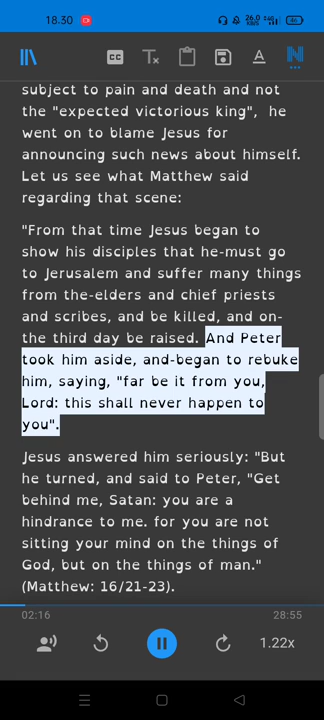 18.30 26.0 KB/S 46
CC T A N
subject to pain and death and not
the "expected victorious king", he
went on to blame Jesus for
announcing such news about himself.
Let us see what Matthew said
regarding that scene:
"From that time Jesus began to
show his disciples that he-must go
to Jerusalem and suffer many things
from the-elders and chief priests
and scribes, and be killed, and on-
the third day be raised. And Peter
took him aside, and-began to rebuke
him, saying, "far be it from you,
Lord: this shall never happen to
you".
Jesus answered him seriously: "But
he turned, and said to Peter, "Get
behind me, Satan: you are a
hindrance to me. for you are not
sitting your mind on the things of
God, but on the things of man."
(Matthew: 16/21-23).
02:16 28:55
1.22x